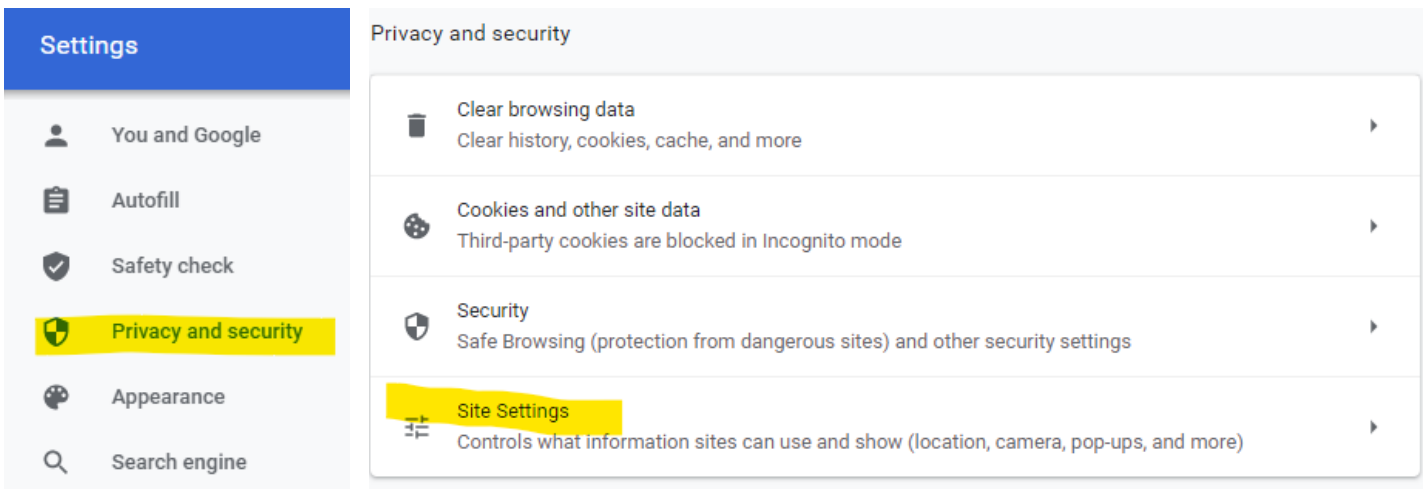 Settings
You and Google
Autofill
Safety check
Privacy and security
Appearance
Search engine
Privacy and security
Clear browsing data
Clear history, cookies, cache, and more
Cookies and other site data
Third-party cookies are blocked in Incognito mode
Security
Safe Browsing (protection from dangerous sites) and other security settings
Site Settings
Controls what information sites can use and show (location, camera, pop-ups, and more)